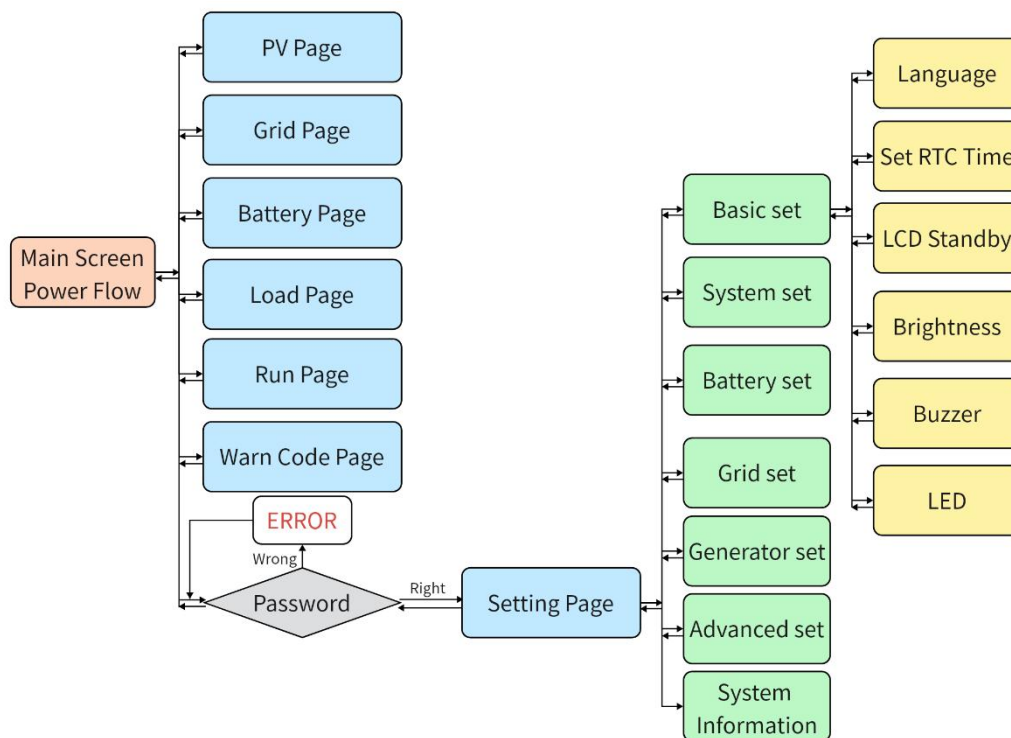 Main Screen
Power Flow
PV Page
Grid Page
Battery Page
Load Page
Run Page
Warn Code Page
ERROR
Wrong
Password
Right
Setting Page
Basic set
System set
Battery set
Grid set
Generator set
Advanced set
System
Information
Language
Set RTC Time
LCD Standby
Brightness
Buzzer
LED